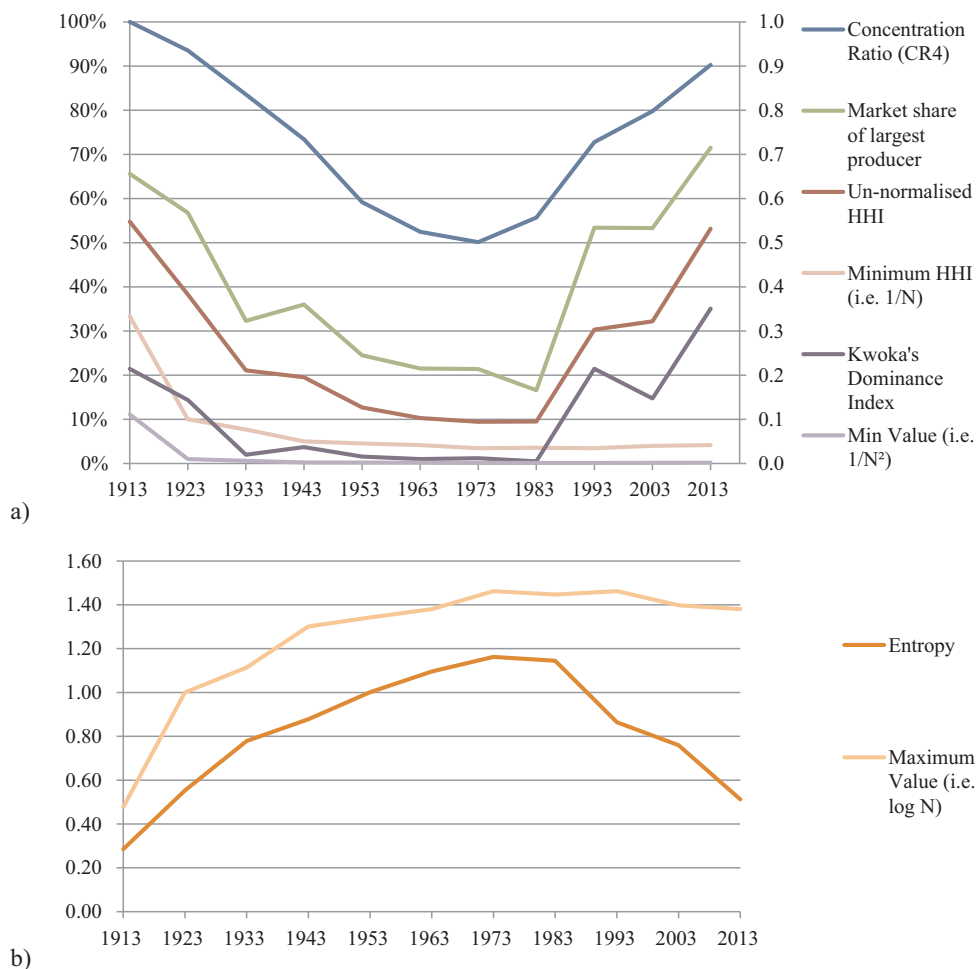 100%
90%
80%
70%
60%
50%
40%
30%
20%
10%
0%
1.0
0.9
0.8
0.7
0.6
0.5
0.4
0.3
0.2
0.1
0.0
1913 1923 1933 1943 1953 1963 1973 1983 1993 2003 2013
Concentration
Ratio (CR4)
Market share
of largest
producer
Un-normalised
HHI
Minimum HHI
(i.e. 1/N)
Kwoka's
Dominance
Index
Min Value (i.e.
1/N²)
a)
1.60
1.40
1.20
1.00
0.80
0.60
0.40
0.20
0.00
1913 1923 1933 1943 1953 1963 1973 1983 1993 2003 2013
Entropy
Maximum
Value (i.e.
log N)
b)